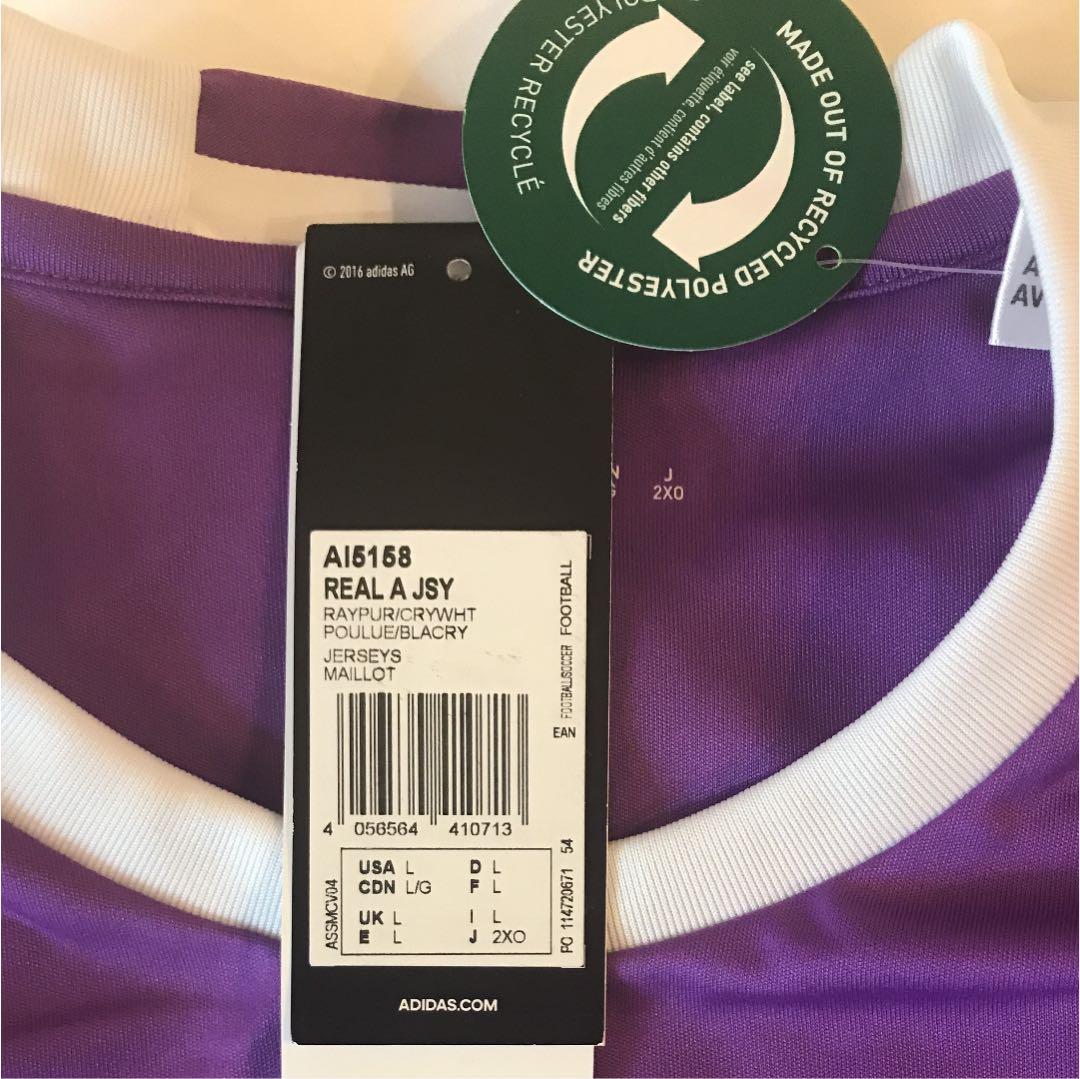 POLYESTER RECYCLÉ
MADE OUT OF RECYCLED POLYESTER
see label, contains other fibers
voir étiquette, contient d'autres fibres
© 2016 adidas AG
A
AV
J
2XO
AI5158
REAL A JSY
RAYPUR/CRYWHT
POULUE/BLACRY
JERSEYS
MAILLOT
FOOTBALL/SOCCER FOOTBALL
EAN
4 056564 410713
ASSMCV04
USA L D L
CDN L/G F L
UK L I L
E L J 2XO
PO 114720671 54
ADIDAS.COM